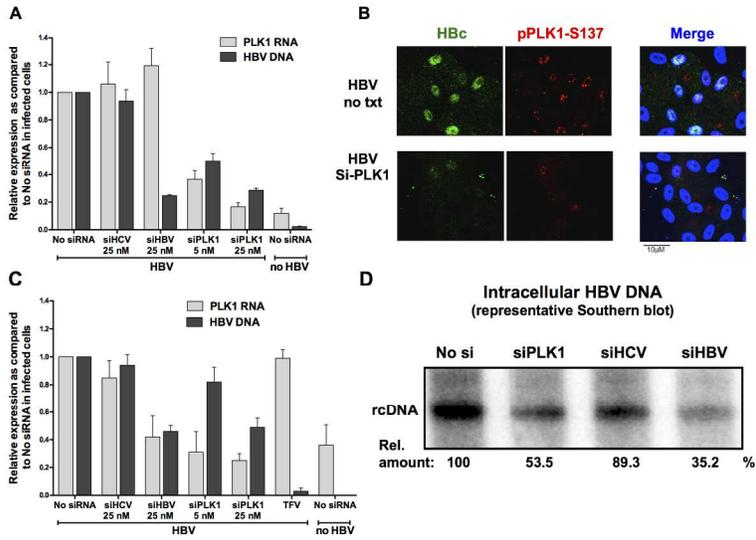 A
Relative expression as compared
to No siRNA in infected cells
1.4
1.2
1.0
0.8
0.6
0.4
0.2
0.0
PLK1 RNA
HBV DNA
No siRNA siHCV siHBV siPLK1 siPLK1 No siRNA
25 nM 25 nM 5 nM 25 nM
HBV no HBV
B
HBc pPLK1-S137 Merge
HBV
no txt
HBV
Si-PLK1
10μM
C
Relative expression as compared
to No siRNA in infected cells
1.4
1.2
1.0
0.8
0.6
0.4
0.2
0.0
PLK1 RNA
HBV DNA
No siRNA siHCV siHBV siPLK1 siPLK1 TFV No siRNA
25 nM 25 nM 5 nM 25 nM
HBV no HBV
D
Intracellular HBV DNA
(representative Southern blot)
No si siPLK1 siHCV siHBV
rcDNA
Rel.
amount: 100 53.5 89.3 35.2 %